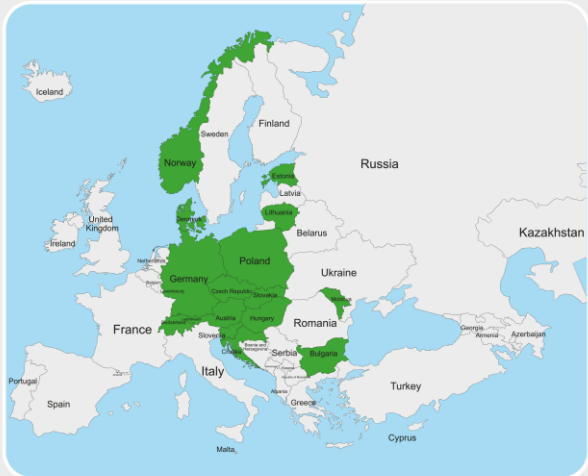 Iceland
Finland
Sweden
Norway
Russia
Estonia
Latvia
Denmark
Lithuania
United
Kingdom
Ireland
Belarus
Kazakhstan
Netherlands
Poland
Germany
Ukraine
Luxembourg
Czech Republic
Slovakia
Moldova
Austria
Hungary
Switzerland
France
Romania
Slovenia
Georgia
Armenia
Azerbaijan
Croatia
Bosnia and
Herzegovina
Serbia
Bulgaria
Italy
Portugal
Spain
Albania
Greece
Turkey
Cyprus
Malta